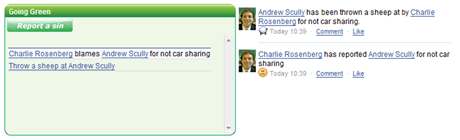 Going Green
Report a sin
Charlie Rosenberg blames Andrew Scully for not car sharing
Throw a sheep at Andrew Scully
Andrew Scully has been thrown a sheep at by Charlie
Rosenberg for not car sharing.
Today 10:39 · Comment · Like
Charlie Rosenberg has reported Andrew Scully for not car
sharing
Today 10:39 · Comment · Like